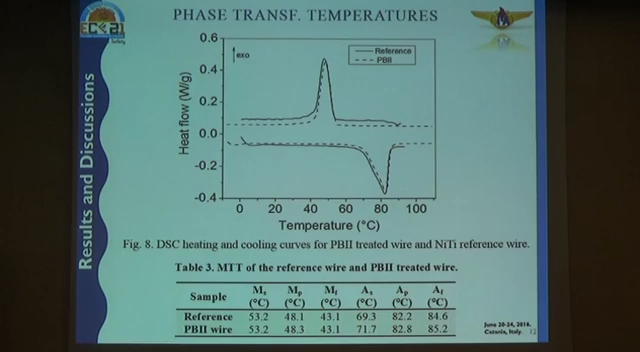 PHASE TRANSF. TEMPERATURES
EC 21
Results and Discussions
exo
Reference
PBII
Heat flow (W/g)
0.6
0.4
0.2
0.0
-0.2
-0.4
0 20 40 60 80 100
Temperature (°C)
Fig. 8. DSC heating and cooling curves for PBII treated wire and NiTi reference wire.
Table 3. MTT of the reference wire and PBII treated wire.
Sample Ms (°C) Mp (°C) Mf (°C) As (°C) Ap (°C) Af (°C)
Reference 53.2 48.1 43.1 69.3 82.2 84.6
PBII wire 53.2 48.3 43.1 71.7 82.8 85.2
June 20-24, 2016.
Catania, Italy. 12